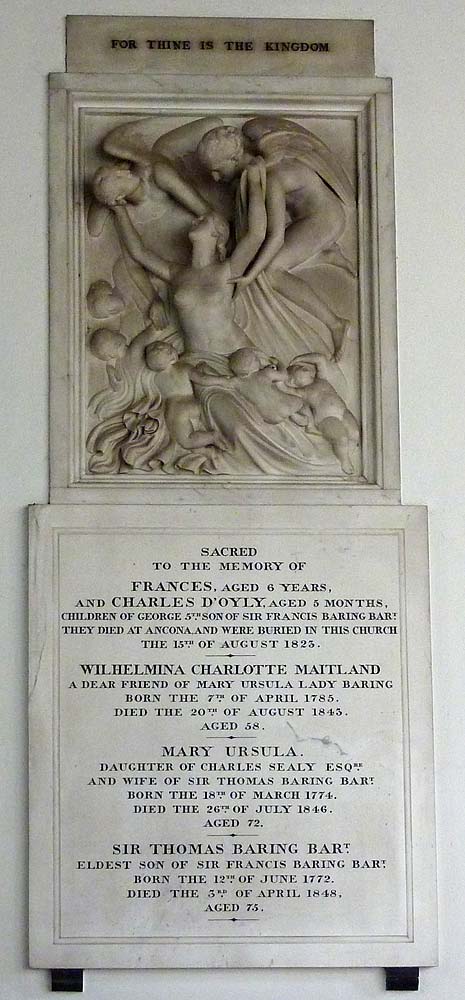 FOR THINE IS THE KINGDOM
SACRED
TO THE MEMORY OF
FRANCES, AGED 6 YEARS,
AND CHARLES D'OYLY, AGED 5 MONTHS,
CHILDREN OF GEORGE 5TH SON OF SIR FRANCIS BARING BART
THEY DIED AT ANCONA, AND WERE BURIED IN THIS CHURCH
THE 15TH OF AUGUST 1823.
WILHELMINA CHARLOTTE MAITLAND
A DEAR FRIEND OF MARY URSULA LADY BARING
BORN THE 7TH OF APRIL 1785.
DIED THE 20TH OF AUGUST 1843.
AGED 58.
MARY URSULA.
DAUGHTER OF CHARLES SEALY ESQRE
AND WIFE OF SIR THOMAS BARING BART.
BORN THE 18TH OF MARCH 1774.
DIED THE 26TH OF JULY 1846.
AGED 72.
SIR THOMAS BARING BART.
ELDEST SON OF SIR FRANCIS BARING BART.
BORN THE 12TH OF JUNE 1772.
DIED THE 3RD OF APRIL 1848,
AGED 75.